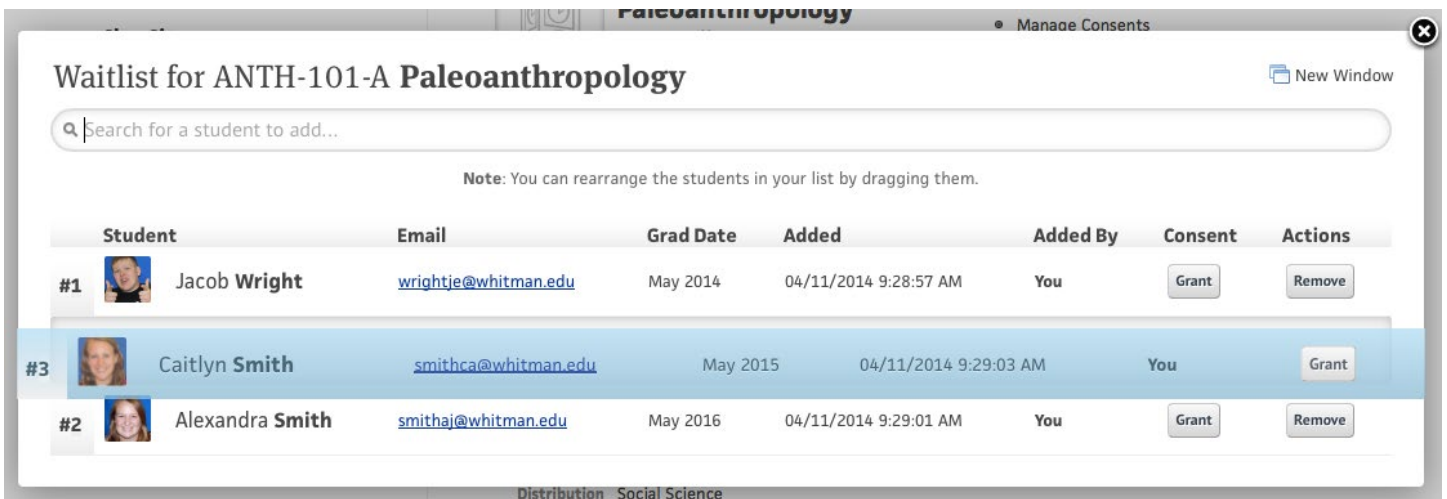 Paleoanthropology
Manage Consents
Waitlist for ANTH-101-A Paleoanthropology
New Window
Search for a student to add...
Note: You can rearrange the students in your list by dragging them.
Student Email Grad Date Added Added By Consent Actions
#1 Jacob Wright wrightje@whitman.edu May 2014 04/11/2014 9:28:57 AM You Grant Remove
#3 Caitlyn Smith smithca@whitman.edu May 2015 04/11/2014 9:29:03 AM You Grant
#2 Alexandra Smith smithaj@whitman.edu May 2016 04/11/2014 9:29:01 AM You Grant Remove
Distribution Social Science